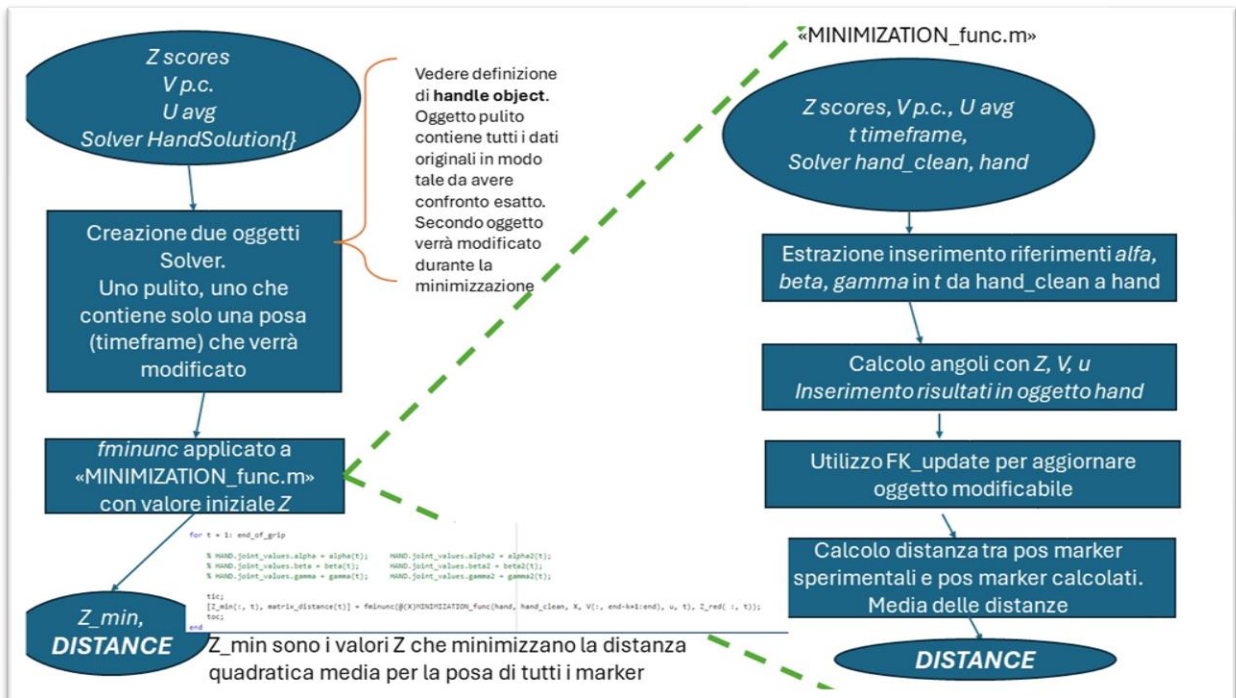 Z scores
V p.c.
U avg
Solver HandSolution{}
Creazione due oggetti
Solver.
Uno pulito, uno che
contiene solo una posa
(timeframe) che verrà
modificato
fminunc applicato a
«MINIMIZATION_func.m»
con valore iniziale Z
Z_min,
DISTANCE
Vedere definizione
di handle object.
Oggetto pulito
contiene tutti i dati
originali in modo
tale da avere
confronto esatto.
Secondo oggetto
verrà modificato
durante la
minimizzazione
for t = 1: end_of_grip
% HAND.joint_values.alpha = alpha(t); HAND.joint_values.alpha2 = alpha2(t);
% HAND.joint_values.beta = beta(t); HAND.joint_values.beta2 = beta2(t);
% HAND.joint_values.gamma = gamma(t); HAND.joint_values.gamma2 = gamma2(t);
tic;
[Z_min(:, t), matrix_distance(t)] = fminunc(@(X)MINIMIZATION_func(hand, hand_clean, X, V(:, end-k+1:end), u, t), Z_red( :, t));
toc;
end
Z_min sono i valori Z che minimizzano la distanza
quadratica media per la posa di tutti i marker
«MINIMIZATION_func.m»
Z scores, V p.c., U avg
t timeframe,
Solver hand_clean, hand
Estrazione inserimento riferimenti alfa,
beta, gamma in t da hand_clean a hand
Calcolo angoli con Z, V, u
Inserimento risultati in oggetto hand
Utilizzo FK_update per aggiornare
oggetto modificabile
Calcolo distanza tra pos marker
sperimentali e pos marker calcolati.
Media delle distanze
DISTANCE